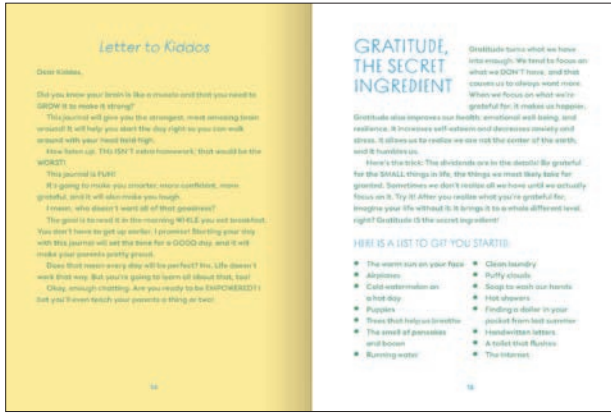 Letter to Kiddos
Dear Kiddos,
Did you know your brain is like a muscle and that you need to
GROW it to make it strong?
This journal will give you the strongest, most amazing brain
around! It will help you start the day right so you can walk
around with your head held high.
Now listen up. This ISN'T extra homework; that would be the
WORST!
This journal is FUN!
It's going to make you smarter, more confident, more
grateful, and it will also make you laugh.
I mean, who doesn't want all of that goodness?
The goal is to read it in the morning WHILE you eat breakfast.
You don't have to get up earlier, I promise! Starting your day
with this journal will set the tone for a GOOD day, and it will
make your parents pretty proud.
Does that mean every day will be perfect? No. Life doesn't
work that way. But you're going to learn all about that, too!
Okay, enough chatting. Are you ready to be EMPOWERED? I
bet you'll even teach your parents a thing or two!
GRATITUDE,
THE SECRET
INGREDIENT
Gratitude turns what we have
into enough. We tend to focus on
what we DON'T have, and that
causes us to always want more.
When we focus on what we're
grateful for, it makes us happier.
Gratitude also improves our health, emotional well being, and
resilience. It increases self-esteem and decreases anxiety and
stress. It allows us to realize we are not the center of the earth,
and it humbles us.
Here's the trick: The dividends are in the details! Be grateful
for the SMALL things in life, the things we most likely take for
granted. Sometimes we don't realize all we have until we actually
focus on it. Try it! After you realize what you're grateful for,
imagine your life without it. It brings it to a whole different level,
right? Gratitude IS the secret ingredient!
HERE IS A LIST TO GET YOU STARTED:
• The warm sun on your face
• Airplanes
• Cold watermelon on
a hot day
• Puppies
• Trees that help us breathe
• The smell of pancakes
and bacon
• Running water
• Clean laundry
• Puffy clouds
• Soap to wash our hands
• Hot showers
• Finding a dollar in your
pocket from last summer
• Handwritten letters
• A toilet that flushes
• The Internet